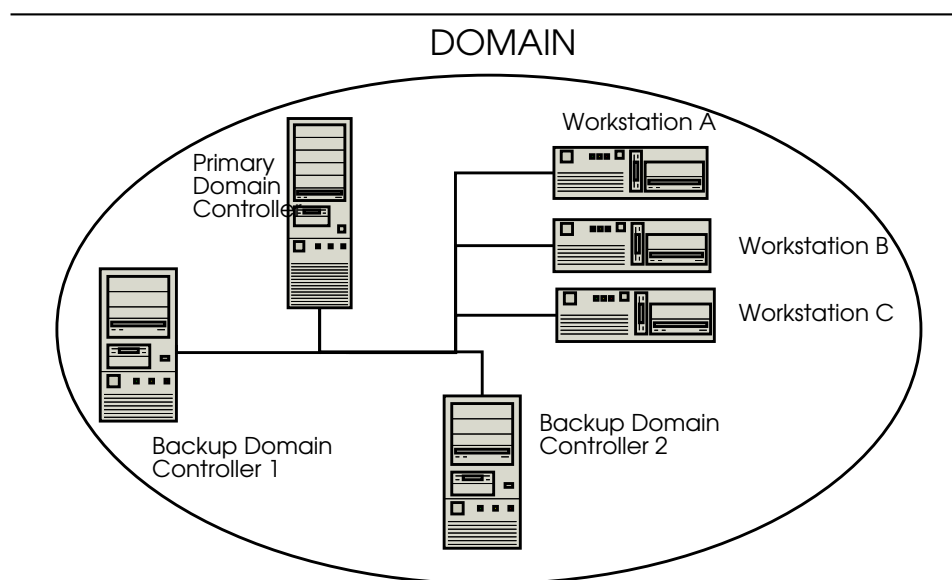 DOMAIN
Workstation A
Primary
Domain
Controller
Workstation B
Workstation C
Backup Domain
Controller 2
Backup Domain
Controller 1